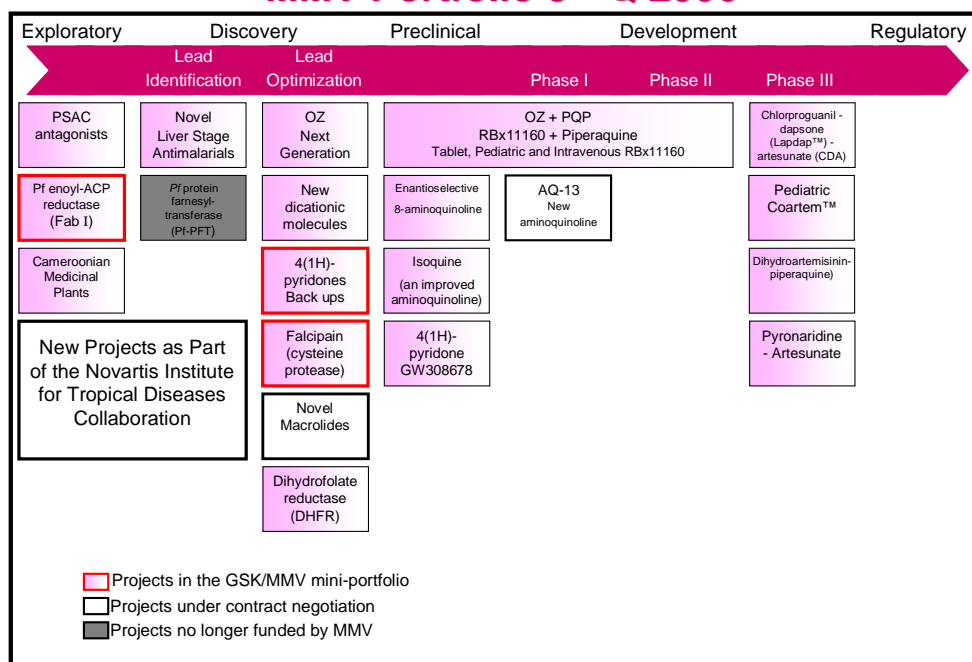 Exploratory
Discovery
Preclinical
Development
Regulatory
Lead
Identification
Lead
Optimization
Phase I
Phase II
Phase III
PSAC
antagonists
Novel
Liver Stage
Antimalarials
OZ
Next
Generation
OZ + PQP
RBx11160 + Piperaquine
Tablet, Pediatric and Intravenous RBx11160
Chlorproguanil -
dapsone
(Lapdap™) -
artesunate (CDA)
Pf enoyl-ACP
reductase
(Fab I)
Pf protein
farnesyl-
transferase
(Pf-PFT)
New
dicationic
molecules
Enantioselective
8-aminoquinoline
AQ-13
New
aminoquinoline
Pediatric
Coartem™
Cameroonian
Medicinal
Plants
4(1H)-
pyridones
Back ups
Isoquine
(an improved
aminoquinoline)
Dihydroartemisinin-
piperaquine)
New Projects as Part
of the Novartis Institute
for Tropical Diseases
Collaboration
Falcipain
(cysteine
protease)
4(1H)-
pyridone
GW308678
Pyronaridine
- Artesunate
Novel
Macrolides
Dihydrofolate
reductase
(DHFR)
Projects in the GSK/MMV mini-portfolio
Projects under contract negotiation
Projects no longer funded by MMV